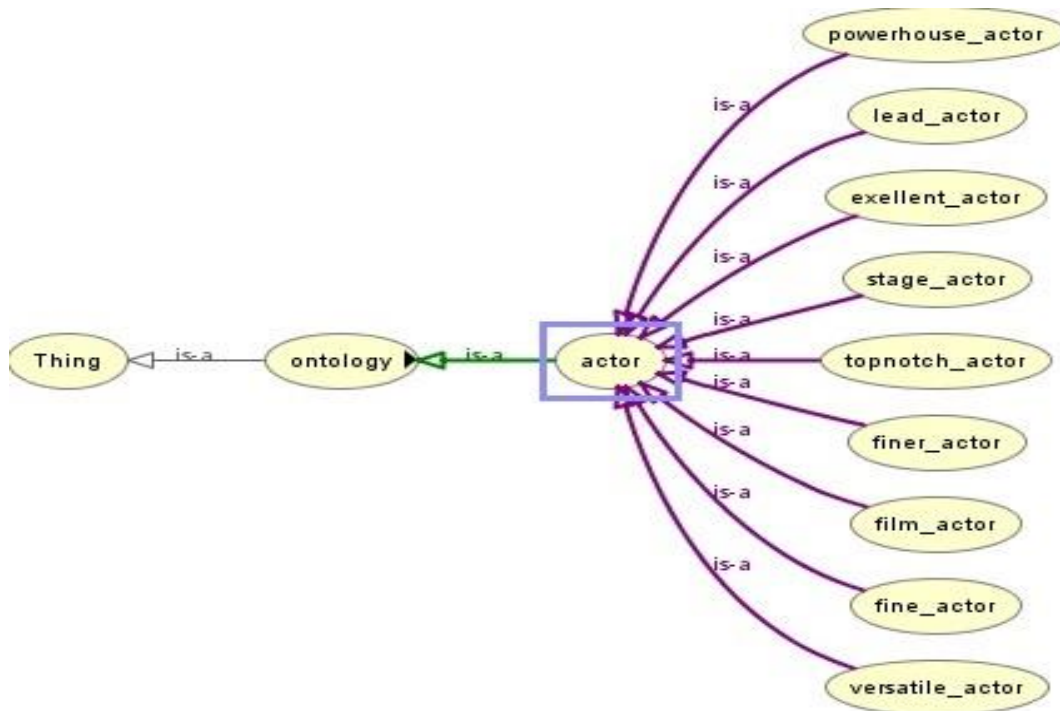 powerhouse_actor
is-a
lead_actor
is-a
exellent_actor
is-a
stage_actor
is-a
Thing
is-a
ontology
is-a
actor
is-a
topnotch_actor
is-a
finer_actor
is-a
film_actor
is-a
fine_actor
is-a
versatile_actor